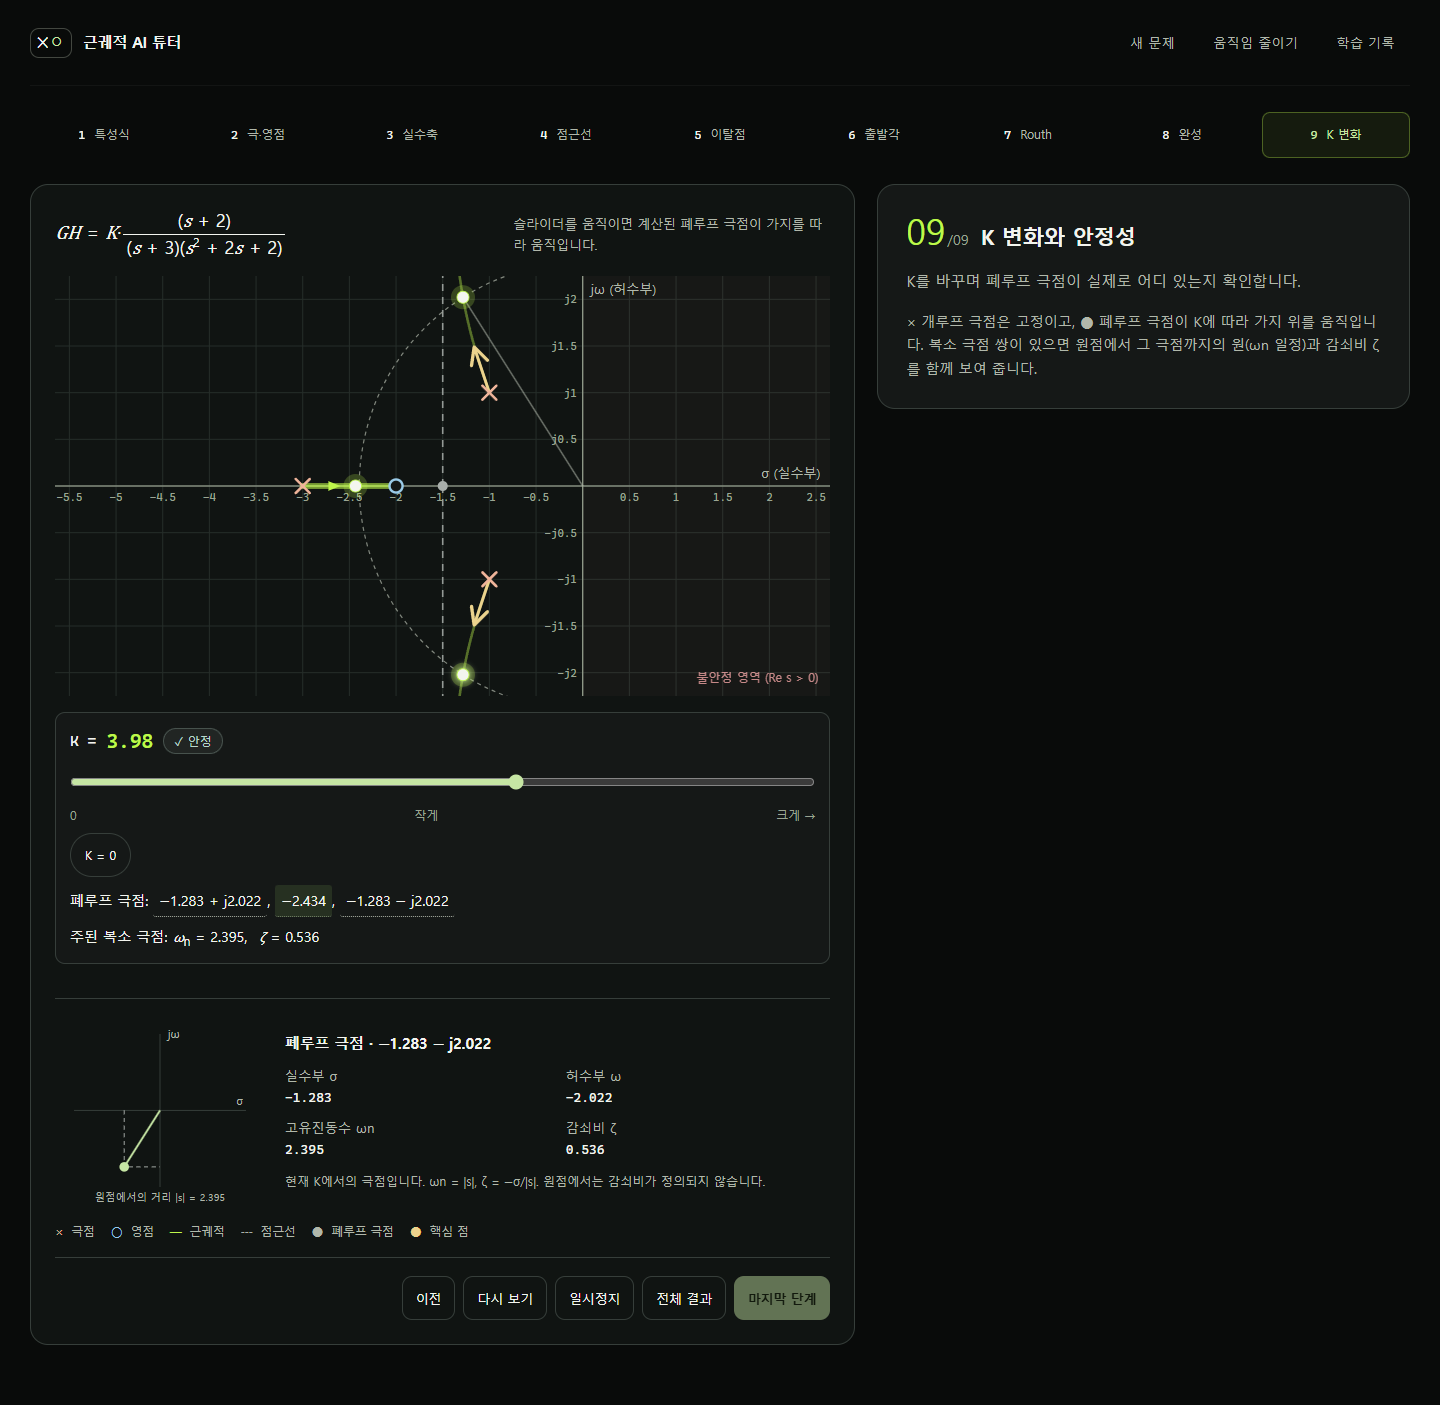 ×○ 근궤적 AI 튜터
새 문제 움직임 줄이기 학습 기록
1 특성식 2 극·영점 3 실수축 4 점근선 5 이탈점 6 출발각 7 Routh 8 완성 9 K 변화
GH = K· (s + 2) / (s + 3)(s² + 2s + 2)
슬라이더를 움직이면 계산된 폐루프 극점이 가지를 따
라 움직입니다.
jω (허수부)
j2
j1.5
j1
j0.5
σ (실수부)
−5.5 −5 −4.5 −4 −3.5 −3 −2.5 −2 −1.5 −1 −0.5 0.5 1 1.5 2 2.5
−j0.5
−j1
−j1.5
−j2
불안정 영역 (Re s > 0)
K = 3.98 ✓ 안정
0 작게 크게 →
K = 0
폐루프 극점: −1.283 + j2.022 , −2.434 , −1.283 − j2.022
주된 복소 극점: ωn = 2.395, ζ = 0.536
jω
σ
원점에서의 거리 |s| = 2.395
폐루프 극점 · −1.283 − j2.022
실수부 σ 허수부 ω
−1.283 −2.022
고유진동수 ωn 감쇠비 ζ
2.395 0.536
현재 K에서의 극점입니다. ωn = |s|, ζ = −σ/|s|. 원점에서는 감쇠비가 정의되지 않습니다.
× 극점 ○ 영점 — 근궤적 --- 점근선 ● 폐루프 극점 ● 핵심 점
이전 다시 보기 일시정지 전체 결과 마지막 단계
09/09 K 변화와 안정성
K를 바꾸며 폐루프 극점이 실제로 어디 있는지 확인합니다.
× 개루프 극점은 고정이고, ● 폐루프 극점이 K에 따라 가지 위를 움직입니
다. 복소 극점 쌍이 있으면 원점에서 그 극점까지의 원(ωn 일정)과 감쇠비 ζ
를 함께 보여 줍니다.